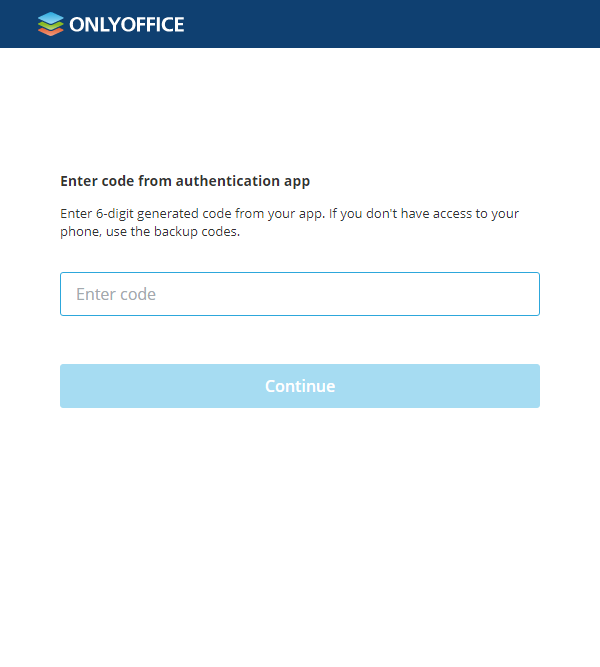 ONLYOFFICE
Enter code from authentication app
Enter 6-digit generated code from your app. If you don't have access to your
phone, use the backup codes.
Enter code
Continue